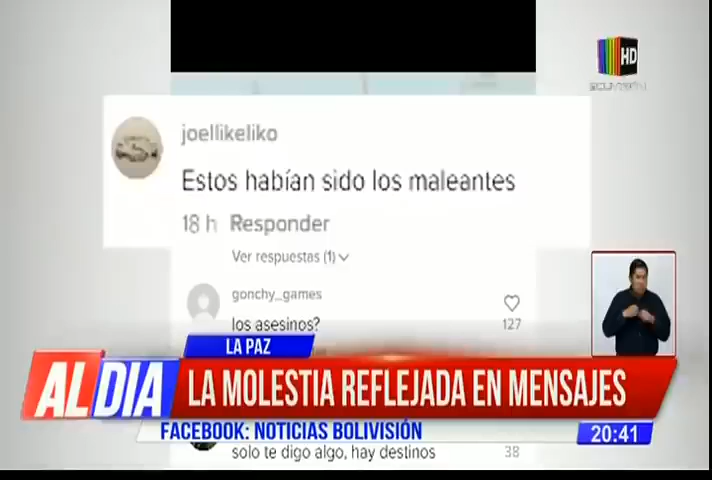 HD
BOLIVISIÓN
joellikeliko
Estos habían sido los maleantes
18 h Responder
Ver respuestas (1)
gonchy_games
los asesinos?
127
LA PAZ
AL DIA
LA MOLESTIA REFLEJADA EN MENSAJES
FACEBOOK: NOTICIAS BOLIVISIÓN
20:41
solo te digo algo, hay destinos
38